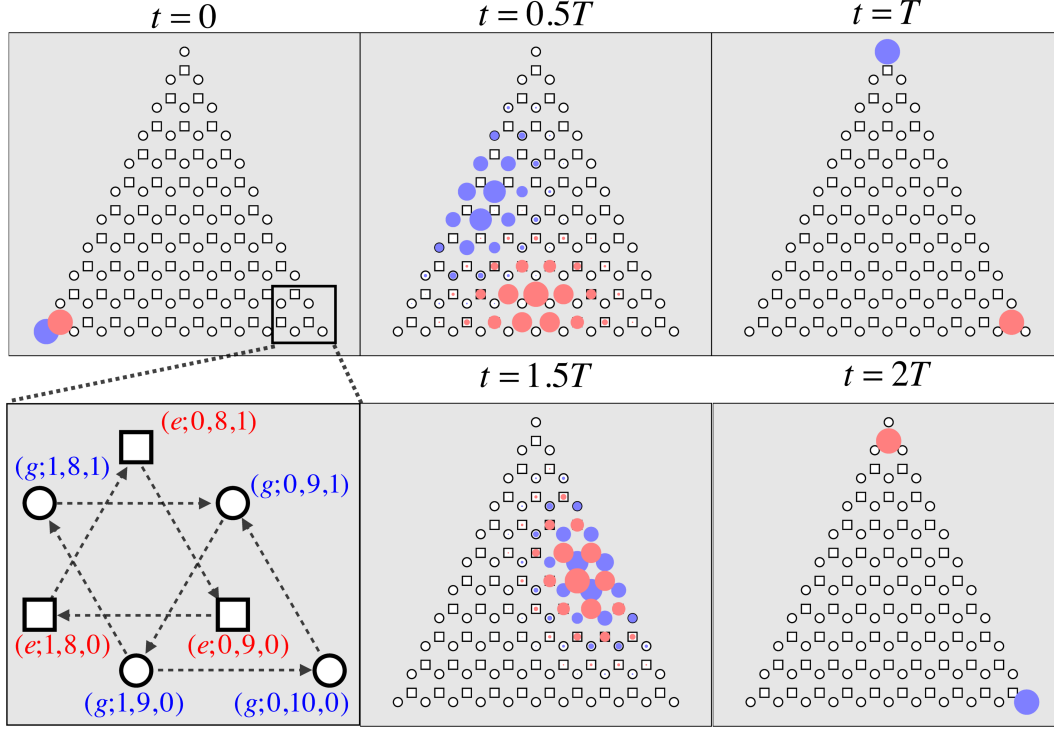 t = 0
t = 0.5T
t = T
(e;0,8,1)
(g;1,8,1)
(g;0,9,1)
(e;1,8,0)
(e;0,9,0)
(g;1,9,0)
(g;0,10,0)
t = 1.5T
t = 2T